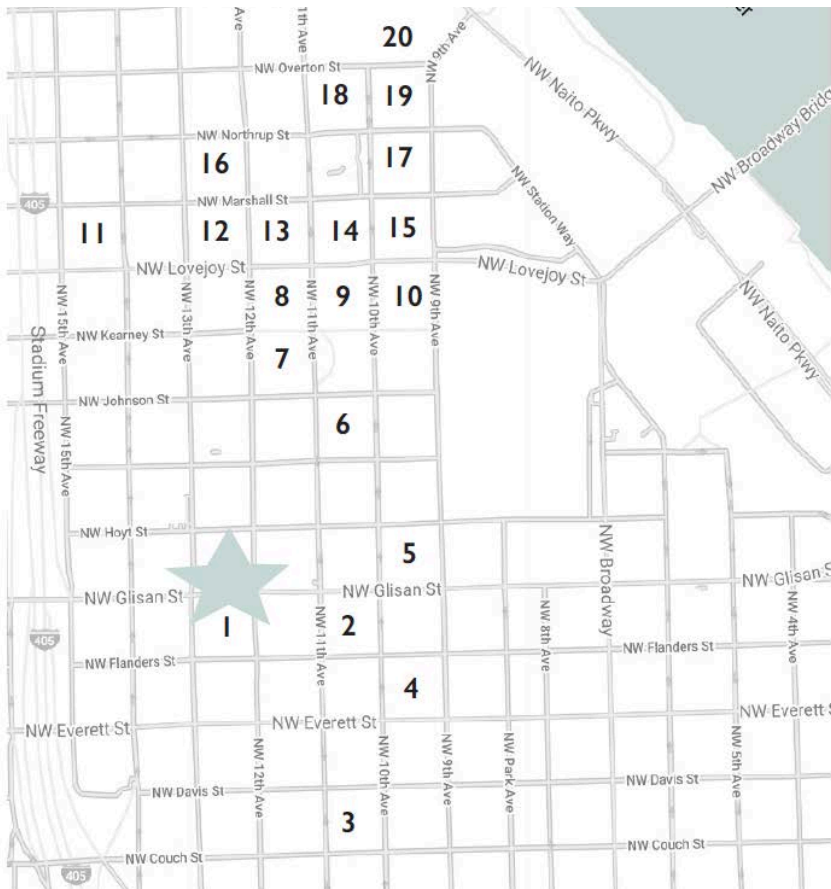 Ave
1th Ave
20
NW 9th Ave
NW Overton St
NW Naito Pkwy
18
19
NW Broadway Bridg
NW Northrup St
16
17
NW Station Way
405
NW Marshall St
11
12
13
14
15
NW Lovejoy St
NW Lovejoy St
NW 15th Ave
NW 13th Ave
NW 12th Ave
8
NW 11th Ave
9
NW 10th Ave
10
NW 9th Ave
NW Naito Pkwy
Stadium Freeway
NW Kearney St
7
NW Johnson St
NW 15th Ave
6
NW Hoyt St
NW Broadway
5
NW Glisan St
NW Glisan St
NW Glisan S
405
1
NW 11th Ave
2
NW 8th Ave
NW 4th Ave
NW Flanders St
NW Flanders St
4
NW Everett St
NW Everett St
NW Everett S
NW 12th Ave
NW 10th Ave
NW 9th Ave
NW Park Ave
NW 5th Ave
NW Davis St
NW Davis St
3
NW Couch St
NW Couch St
405